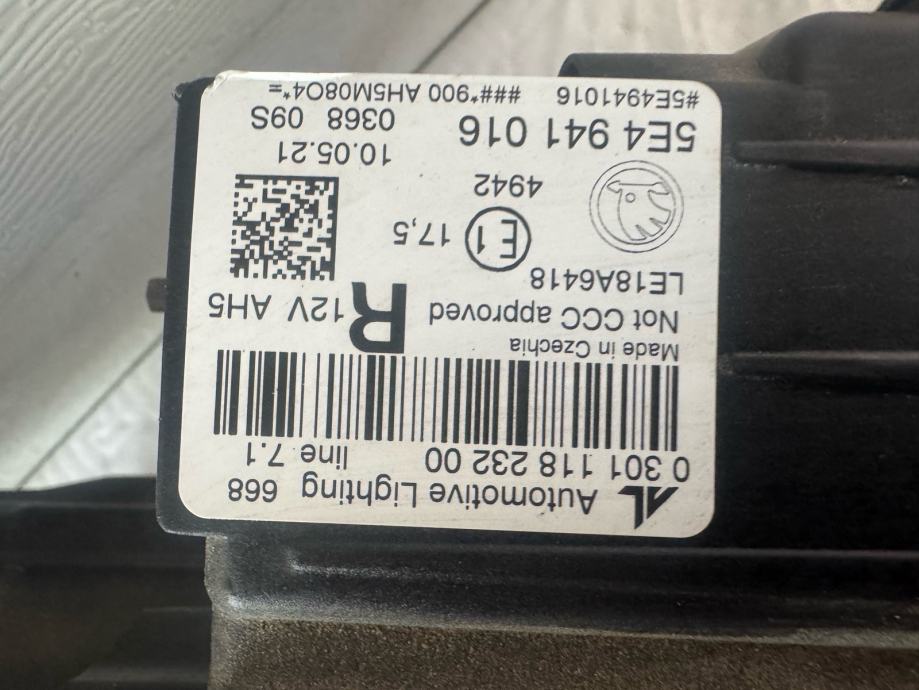 AL Automotive Lighting 668
0 301 118 232 00 line 7.1
Made in Czechia
Not CCC approved R 12V AH5
LE18A6418
E1 17,5
4942
10.05.21
5E4 941 016 0368 09S
#5E4941016 ###*900 AH5M08O4*=